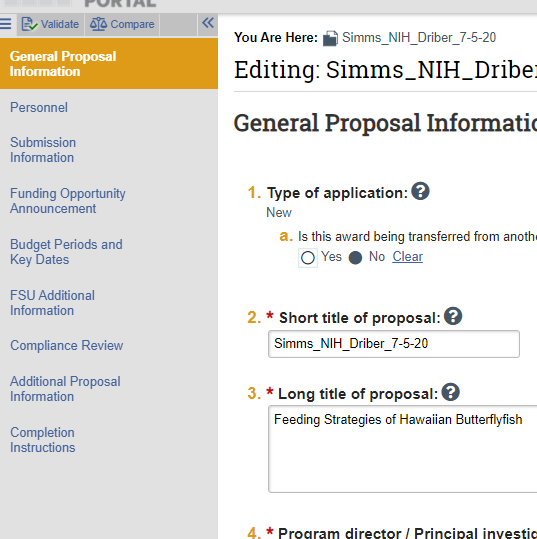 PORTAL
Validate Compare
General Proposal
Information
Personnel
Submission
Information
Funding Opportunity
Announcement
Budget Periods and
Key Dates
FSU Additional
Information
Compliance Review
Additional Proposal
Information
Completion
Instructions
You Are Here: Simms_NIH_Driber_7-5-20
Editing: Simms_NIH_Driber
General Proposal Informatio
1. Type of application:
New
a. Is this award being transferred from anothe
Yes No Clear
2. * Short title of proposal:
Simms_NIH_Driber_7-5-20
3. * Long title of proposal:
Feeding Strategies of Hawaiian Butterflyfish
4. * Program director / Principal investig